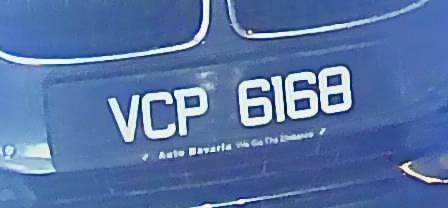 VCP 6168
Auto Bavaria We Go The Distance